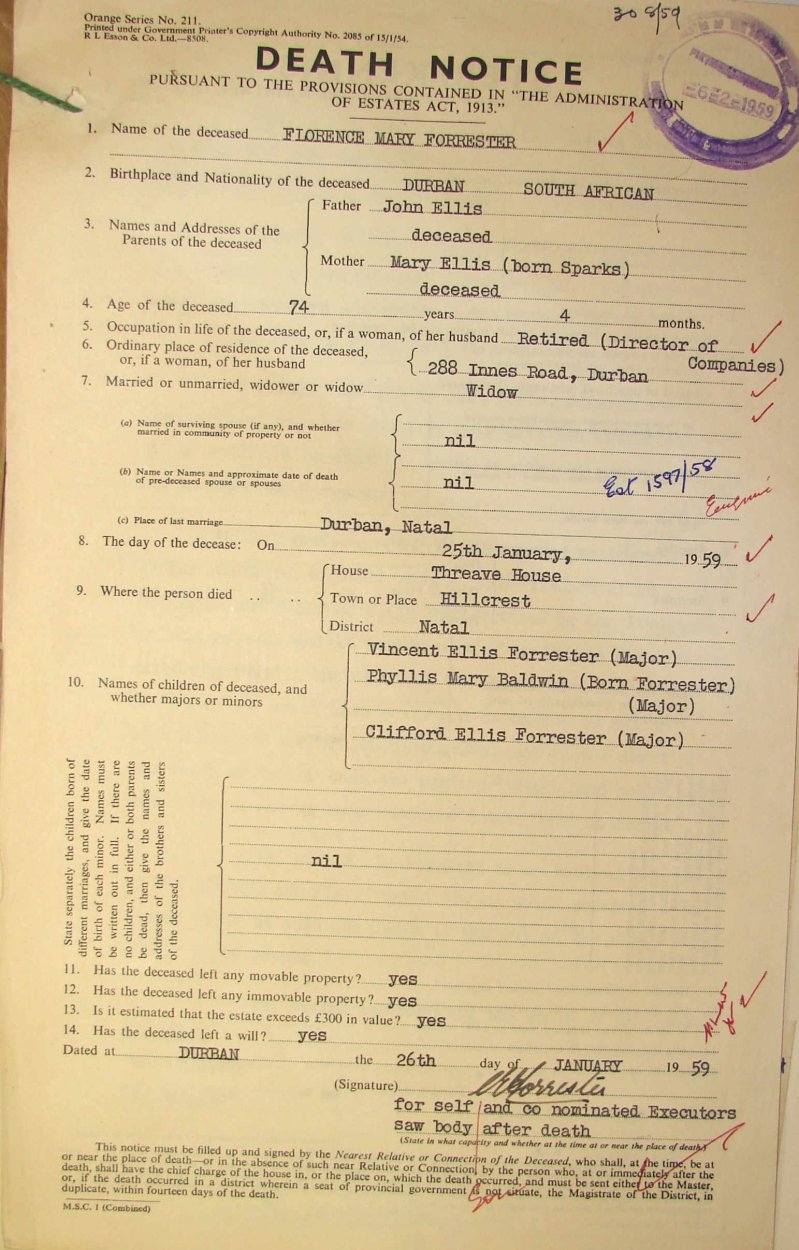 Orange Series No. 211.
Printed under Government Printer's Copyright Authority No. 2085 of 15/1/54.
R L Esson & Co. Ltd.—8508.
308/59
-6-2-1959
DEATH NOTICE
PURSUANT TO THE PROVISIONS CONTAINED IN "THE ADMINISTRATION
OF ESTATES ACT, 1913."
1. Name of the deceased FLORENCE MARY FORRESTER
2. Birthplace and Nationality of the deceased DURBAN SOUTH AFRICAN
3. Names and Addresses of the Parents of the deceased
Father John Ellis
deceased
Mother Mary Ellis (born Sparks)
deceased
4. Age of the deceased 74 years 4 months.
5. Occupation in life of the deceased, or, if a woman, of her husband Retired (Director of
Companies)
6. Ordinary place of residence of the deceased,
or, if a woman, of her husband 288 Innes Road, Durban
7. Married or unmarried, widower or widow Widow
(a) Name of surviving spouse (if any), and whether
married in community of property or not nil
(b) Name or Names and approximate date of death
of pre-deceased spouse or spouses nil
Est 1597/58
(c) Place of last marriage Durban, Natal
8. The day of the decease: On 25th January, 1959
9. Where the person died .. ..
House Threave House
Town or Place Hillcrest
District Natal
10. Names of children of deceased, and
whether majors or minors
Vincent Ellis Forrester (Major)
Phyllis Mary Baldwin (Born Forrester)
(Major)
Clifford Ellis Forrester (Major)
State separately the children born of
different marriages, and give the date
of birth of each minor. Names must
be written out in full. If there are
no children, and either or both parents
be dead, then give the names and
addresses of the brothers and sisters
of the deceased.
nil
11. Has the deceased left any movable property? yes
12. Has the deceased left any immovable property? yes
13. Is it estimated that the estate exceeds £300 in value? yes
14. Has the deceased left a will? yes
Dated at DURBAN the 26th day of JANUARY 19 59
(Signature) Forrester
for self and co nominated Executors
saw body after death
(State in what capacity and whether at the time at or near the place of death)
This notice must be filled up and signed by the Nearest Relative or Connection of the Deceased, who shall, at the time, be at
or near the place of death—or in the absence of such near Relative or Connection, by the person who, at or immediately after the
death, shall have the chief charge of the house in, or the place on, which the death occurred, and must be sent either to the Master,
or, if the death occurred in a district wherein a seat of provincial government is not situate, the Magistrate of the District, in
duplicate, within fourteen days of the death.
M.S.C. 1 (Combined)